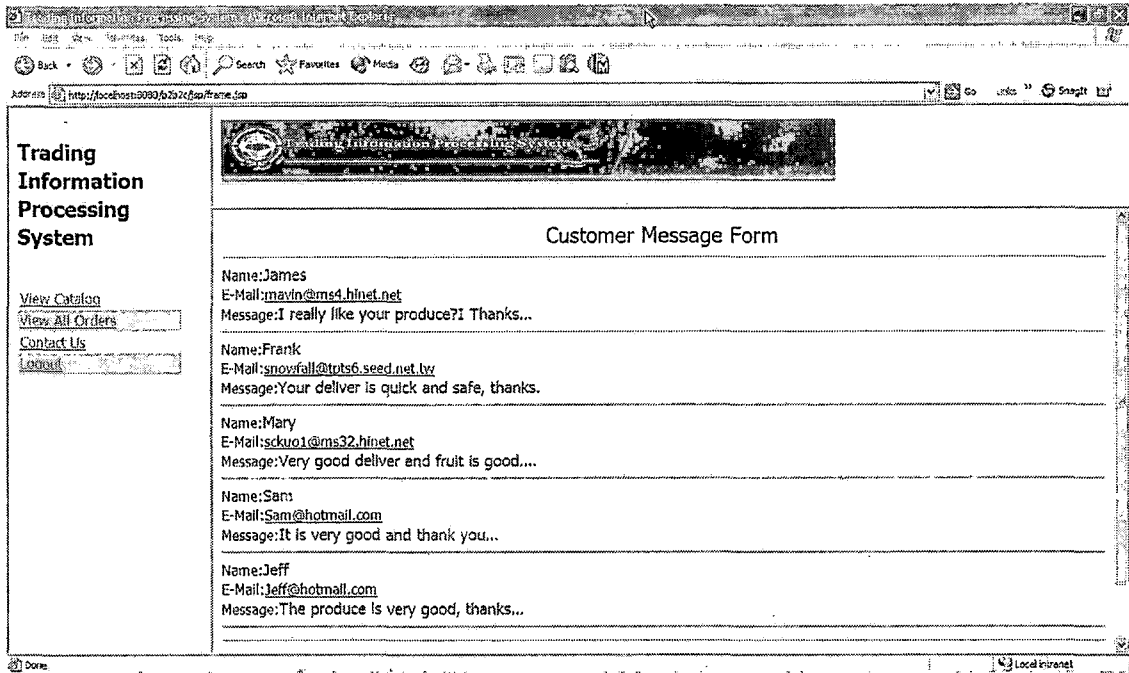 Trading Information Processing System - Microsoft Internet Explorer
File Edit View Favorites Tools Help
Back Search Favorites Media
Address http://localhost:8080/b2b2c/jsp/frame.jsp Go Links » SnagIt
Trading
Information
Processing
System
View Catalog
View All Orders
Contact Us
Logout
Trading Information Processing System
Customer Message Form
Name:James
E-Mail:mavin@ms4.hinet.net
Message:I really like your produce?I Thanks...
Name:Frank
E-Mail:snowfall@tpts6.seed.net.tw
Message:Your deliver is quick and safe, thanks.
Name:Mary
E-Mail:sckuo1@ms32.hinet.net
Message:Very good deliver and fruit is good....
Name:Sam
E-Mail:Sam@hotmail.com
Message:It is very good and thank you...
Name:Jeff
E-Mail:Jeff@hotmail.com
Message:The produce is very good, thanks...
Done
Local intranet